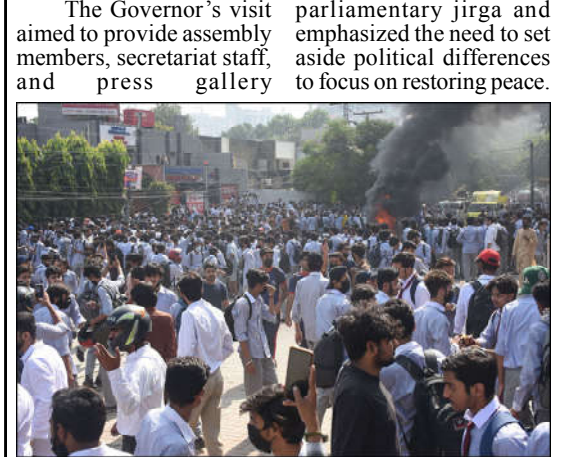 The Governor's visit
aimed to provide assembly
members, secretariat staff,
and press gallery
parliamentary jirga and
emphasized the need to set
aside political differences
to focus on restoring peace.